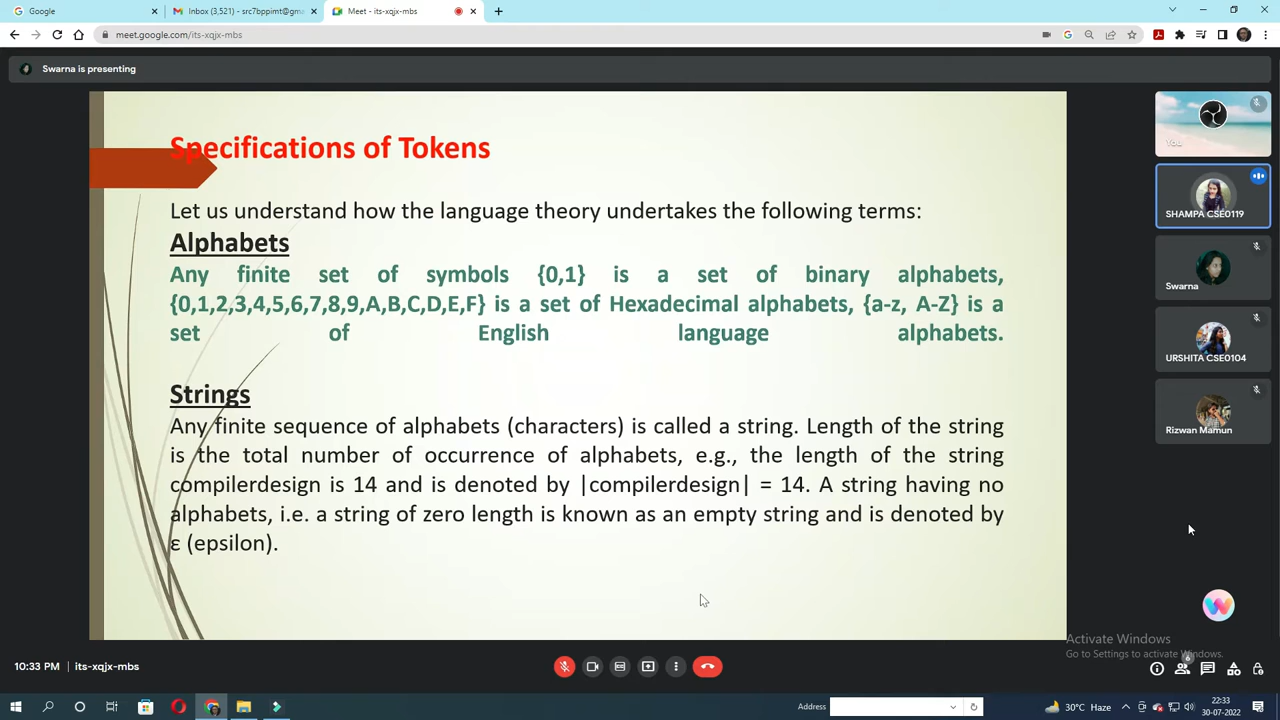 Google
Inbox (3,521) - src7bppimt@gma
Meet - its-xqjx-mbs
meet.google.com/its-xqjx-mbs
Swarna is presenting
Specifications of Tokens
Let us understand how the language theory undertakes the following terms:
Alphabets
Any finite set of symbols {0,1} is a set of binary alphabets,
{0,1,2,3,4,5,6,7,8,9,A,B,C,D,E,F} is a set of Hexadecimal alphabets, {a-z, A-Z} is a
set of English language alphabets.
Strings
Any finite sequence of alphabets (characters) is called a string. Length of the string
is the total number of occurrence of alphabets, e.g., the length of the string
compilerdesign is 14 and is denoted by |compilerdesign| = 14. A string having no
alphabets, i.e. a string of zero length is known as an empty string and is denoted by
ε (epsilon).
You
SHAMPA CSE0119
Swarna
URSHITA CSE0104
Rizwan Mamun
Activate Windows
Go to Settings to activate Windows.
10:33 PM | its-xqjx-mbs
6
Address
30°C Haze
22:33
30-07-2022